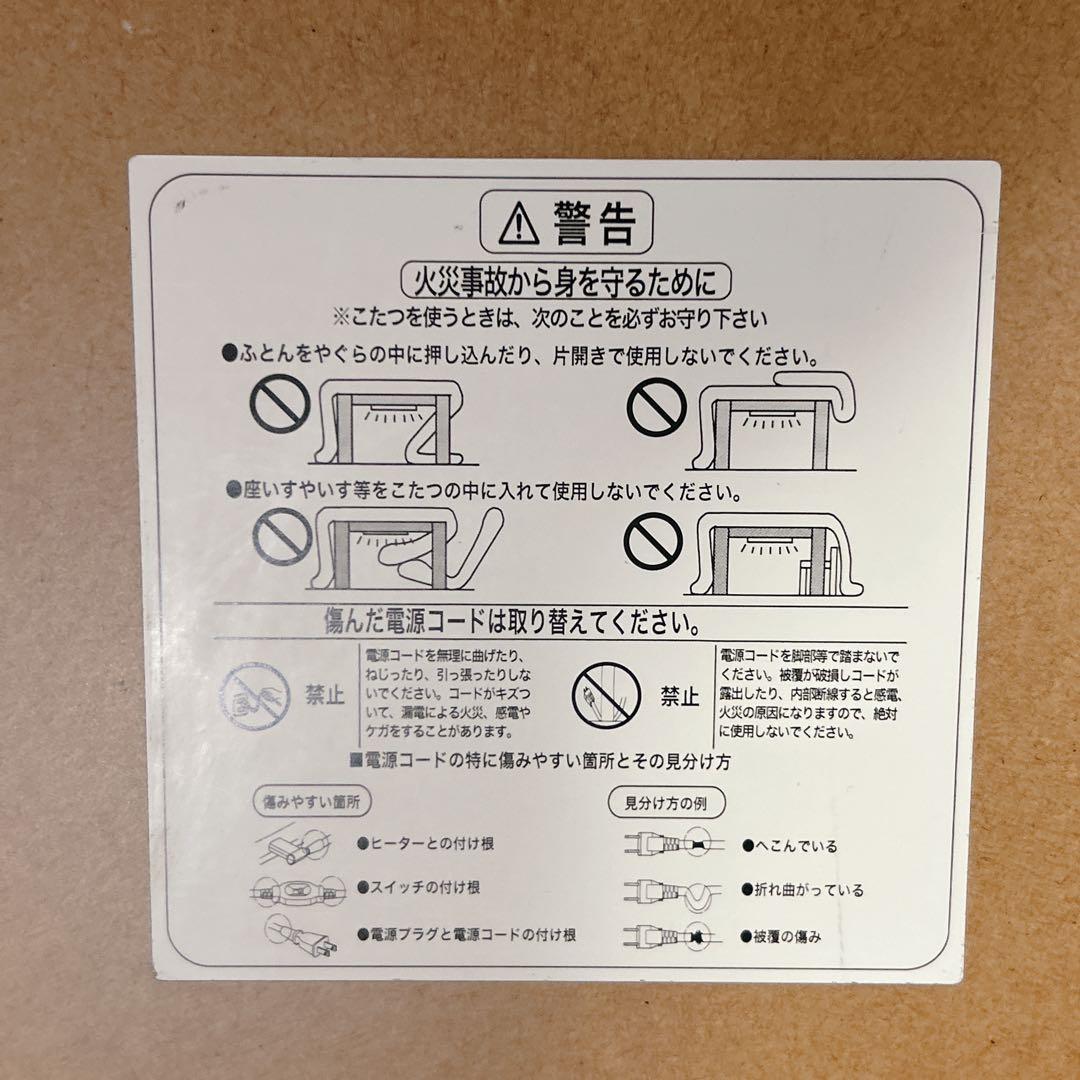 ⚠警告
火災事故から身を守るために
※こたつを使うときは、次のことを必ずお守り下さい
●ふとんをやぐらの中に押し込んだり、片開きで使用しないでください。
●座いすやいす等をこたつの中に入れて使用しないでください。
傷んだ電源コードは取り替えてください。
禁止
電源コードを無理に曲げたり、
ねじったり、引っ張ったりしな
いでください。コードがキズつ
いて、漏電による火災、感電や
ケガをすることがあります。
禁止
電源コードを脚部等で踏まないで
ください。被覆が破損しコードが
露出したり、内部断線すると感電、
火災の原因になりますので、絶対
に使用しないでください。
■電源コードの特に傷みやすい箇所とその見分け方
傷みやすい箇所
●ヒーターとの付け根
●スイッチの付け根
●電源プラグと電源コードの付け根
見分け方の例
●へこんでいる
●折れ曲がっている
●被覆の傷み